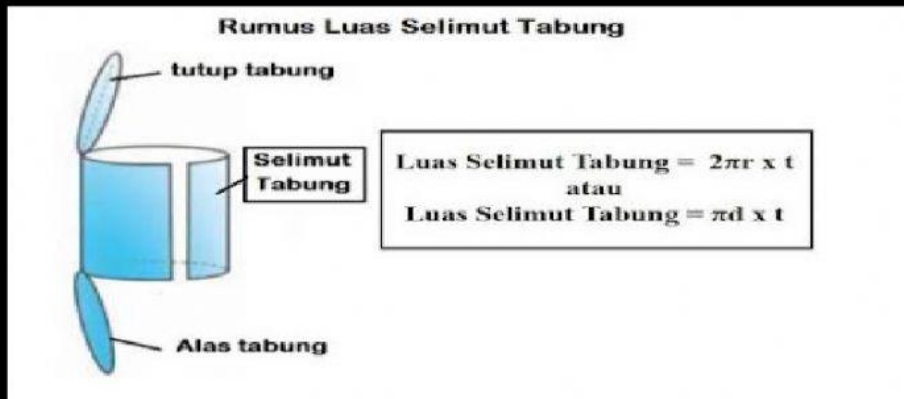 Rumus Luas Selimut Tabung
tutup tabung
Selimut
Tabung
Luas Selimut Tabung = 2πr x t
atau
Luas Selimut Tabung = πd x t
Alas tabung